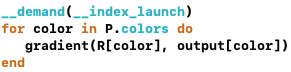 __demand(__index_launch)
for color in P.colors do
   gradient(R[color], output[color])
end